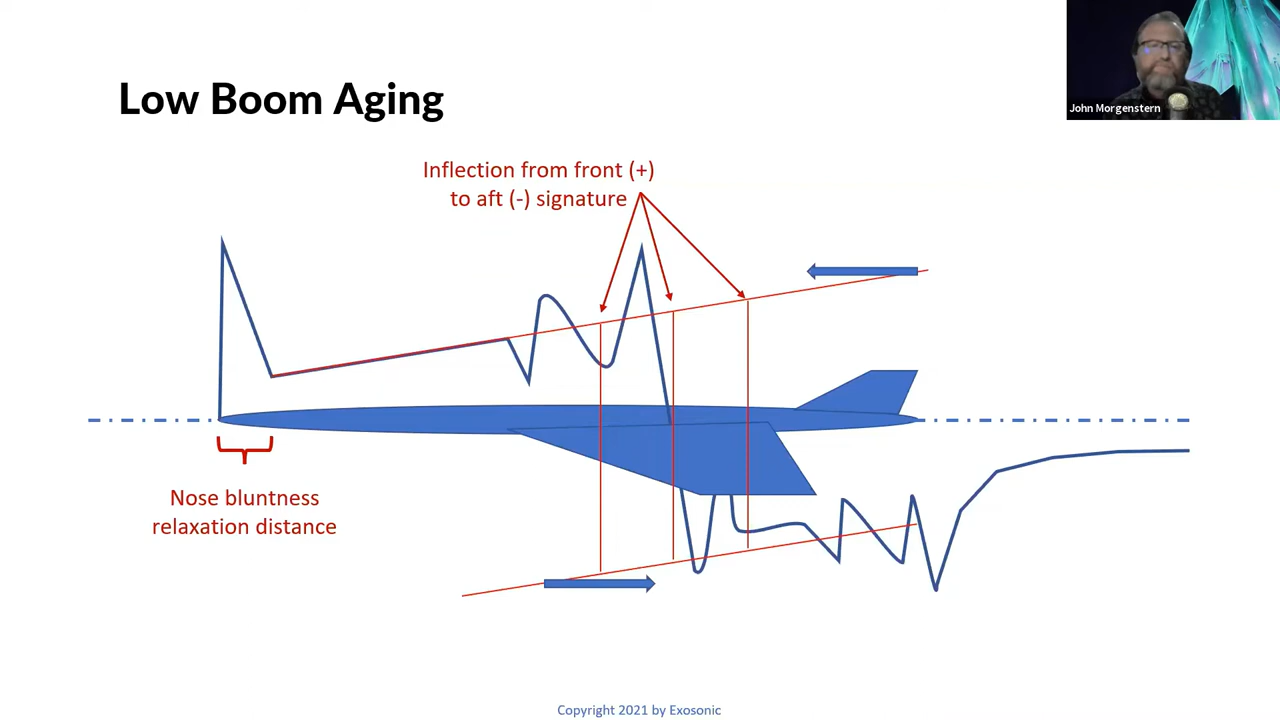 John Morgenstern
Low Boom Aging
Inflection from front (+)
to aft (-) signature
Nose bluntness
relaxation distance
Copyright 2021 by Exosonic